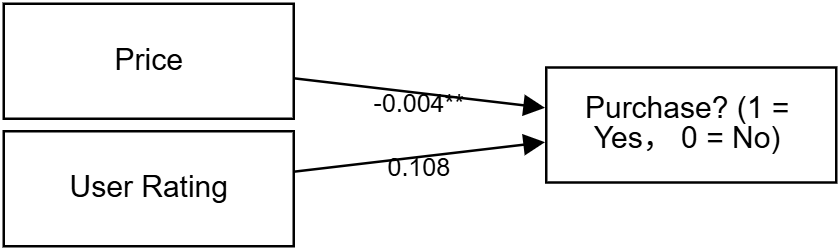 Price
-0.004**
Purchase? (1 =
Yes， 0 = No)
User Rating
0.108